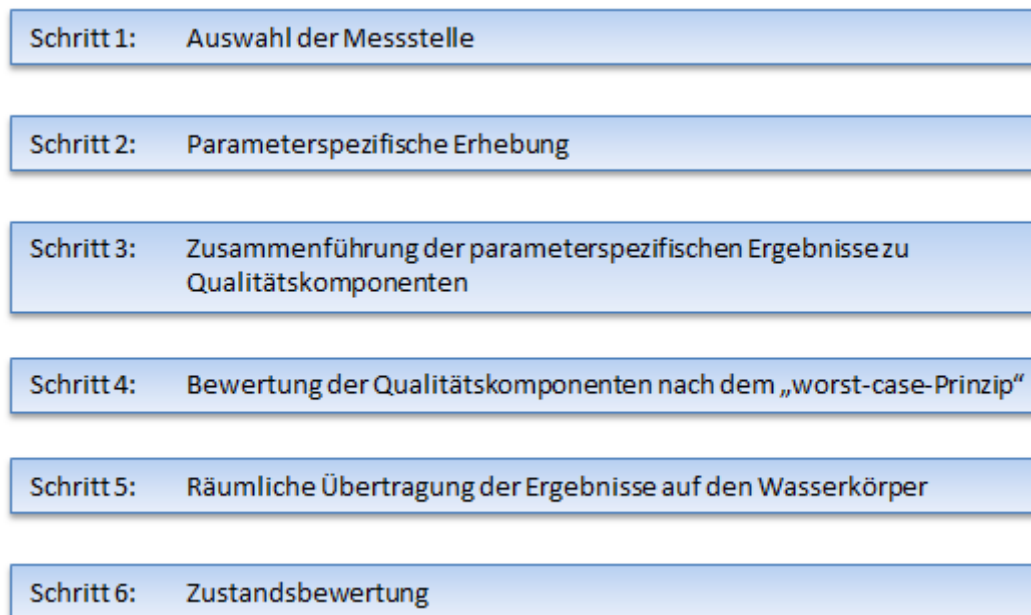 Schritt 1: Auswahl der Messstelle
Schritt 2: Parameterspezifische Erhebung
Schritt 3: Zusammenführung der parameterspezifischen Ergebnisse zu
Qualitätskomponenten
Schritt 4: Bewertung der Qualitätskomponenten nach dem „worst-case-Prinzip“
Schritt 5: Räumliche Übertragung der Ergebnisse auf den Wasserkörper
Schritt 6: Zustandsbewertung